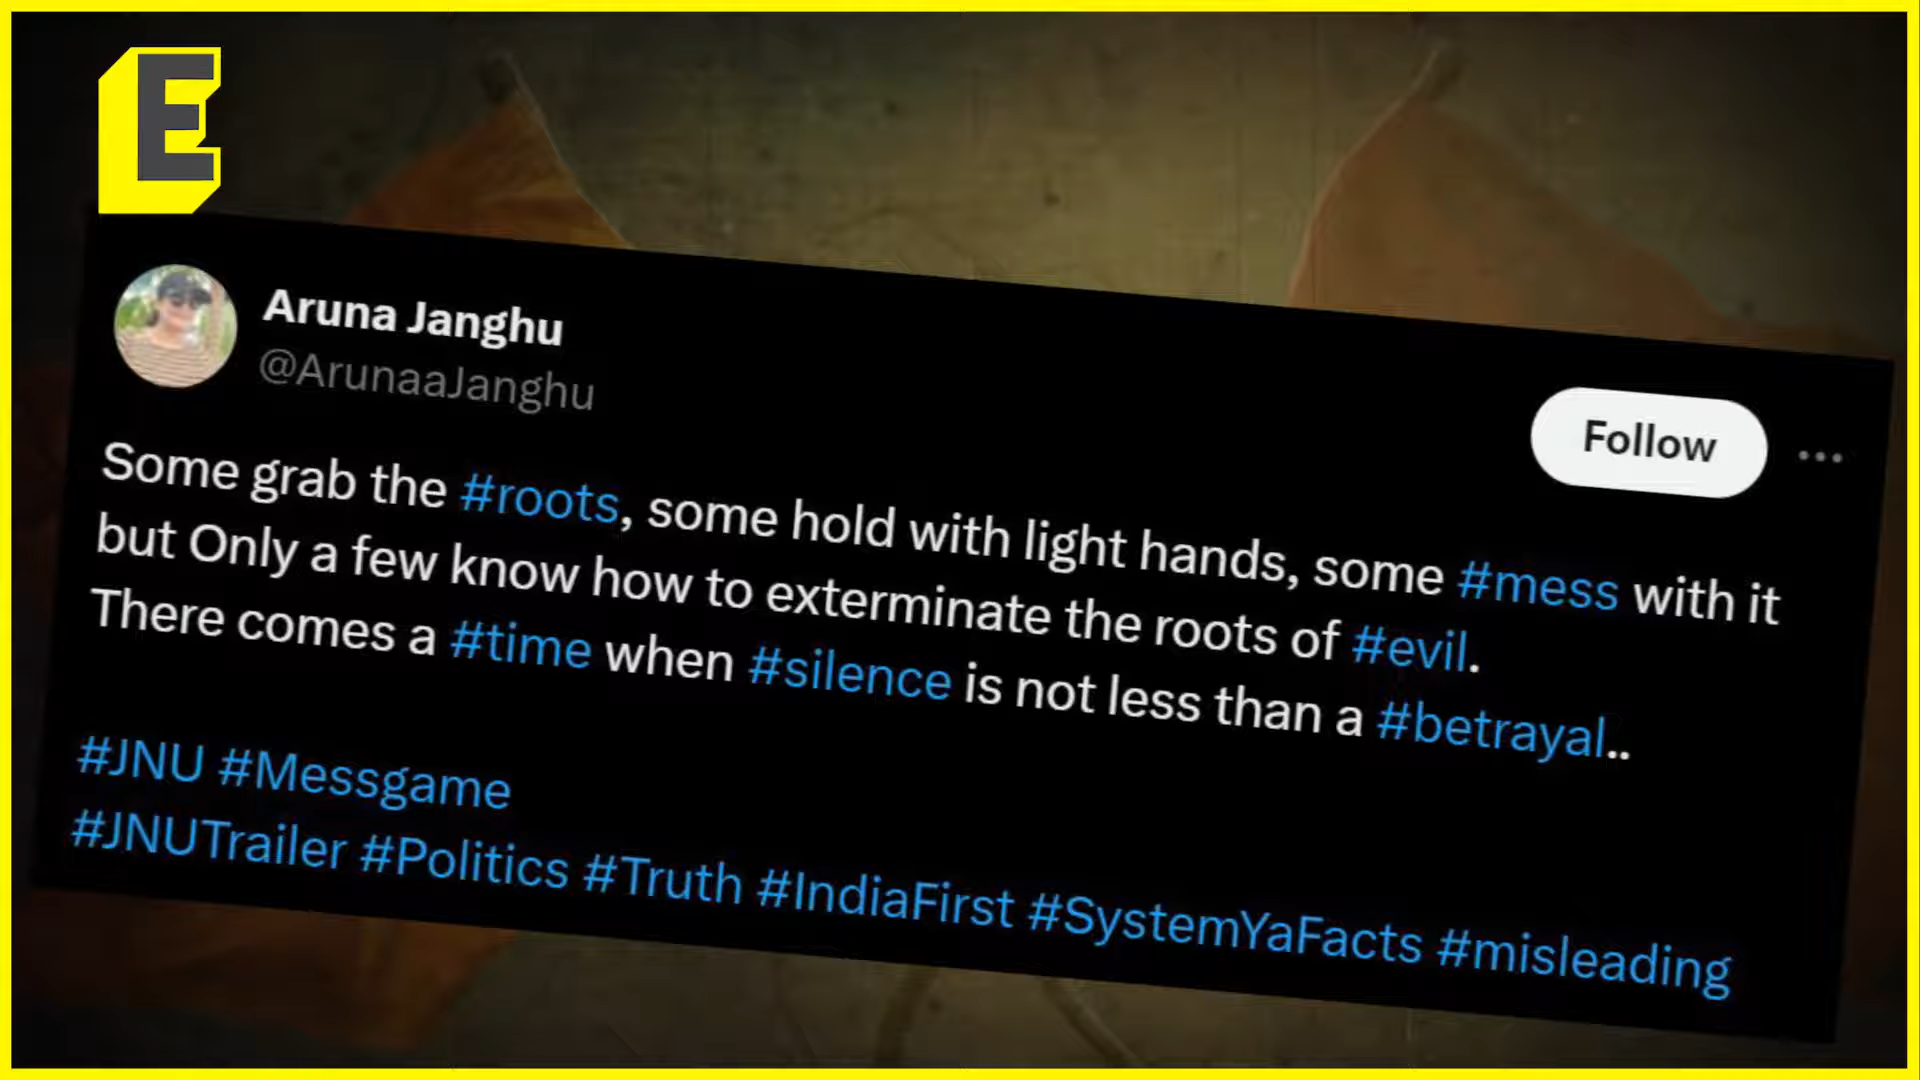 E
Aruna Janghu
@ArunaaJanghu
Follow
Some grab the #roots, some hold with light hands, some #mess with it
but Only a few know how to exterminate the roots of #evil.
There comes a #time when #silence is not less than a #betrayal..
#JNU #Messgame
#JNUTrailer #Politics #Truth #IndiaFirst #SystemYaFacts #misleading